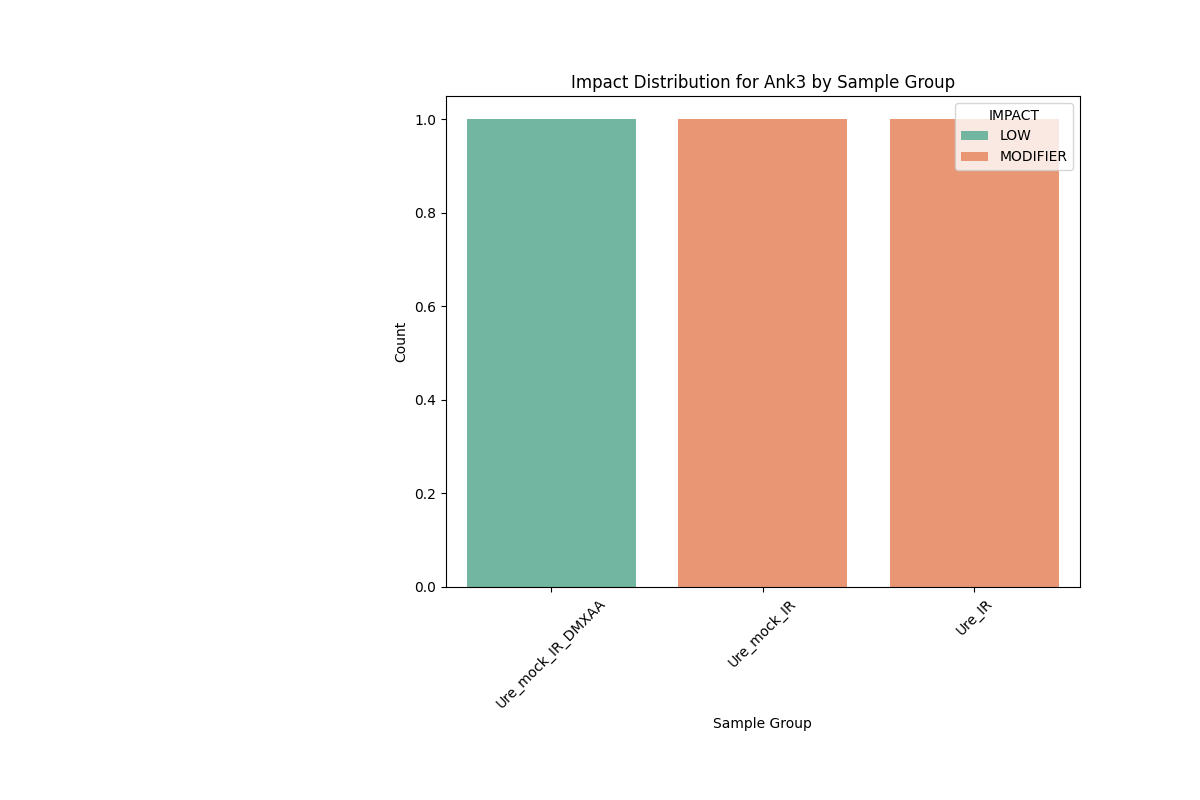 Impact Distribution for Ank3 by Sample Group
IMPACT
LOW
MODIFIER
1.0
0.8
0.6
0.4
0.2
0.0
Count
Ure_mock_IR_DMXAA
Ure_mock_IR
Ure_IR
Sample Group